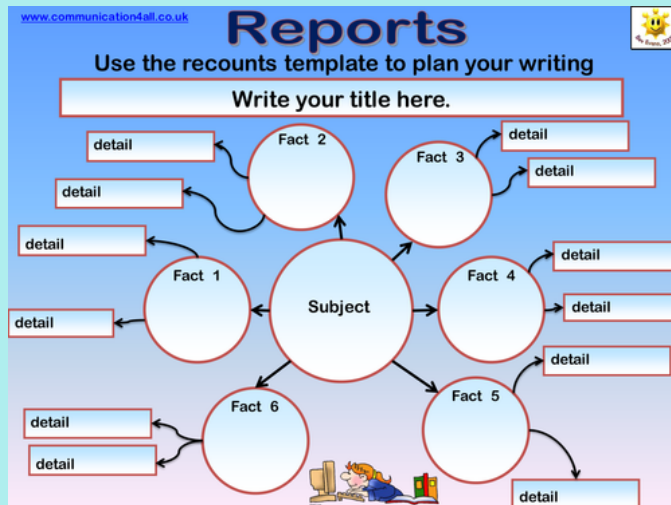 www.communication4all.co.uk
Reports
Use the recounts template to plan your writing
Write your title here.
detail
detail
Fact 2
Fact 3
detail
detail
detail
detail
Fact 1
Subject
Fact 4
detail
detail
Fact 6
detail
detail
Fact 5
detail
detail